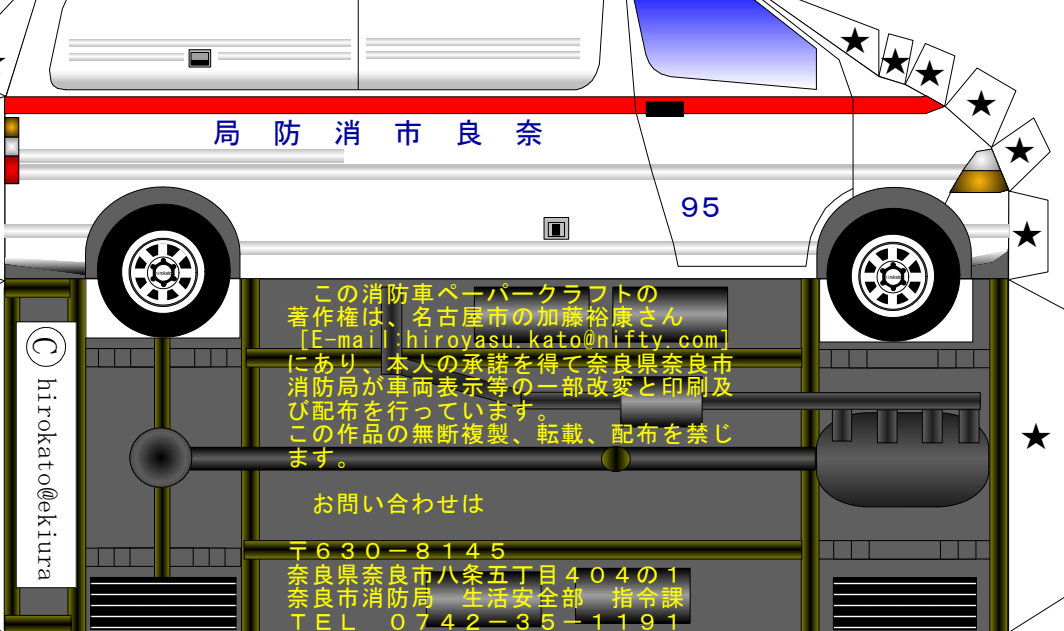 局防消市良奈
95
この消防車ペーパークラフトの
著作権は、名古屋市の加藤裕康さん
[E-mail:hiroyasu.kato@nifty.com]
にあり、本人の承諾を得て奈良県奈良市
消防局が車両表示等の一部改変と印刷及
び配布を行っています。
この作品の無断複製、転載、配布を禁じ
ます。
お問い合わせは
〒630－8145
奈良県奈良市八条五丁目404の1
奈良市消防局 生活安全部 指令課
TEL 0742－35－1191
Ⓒ hirokato@ekiura